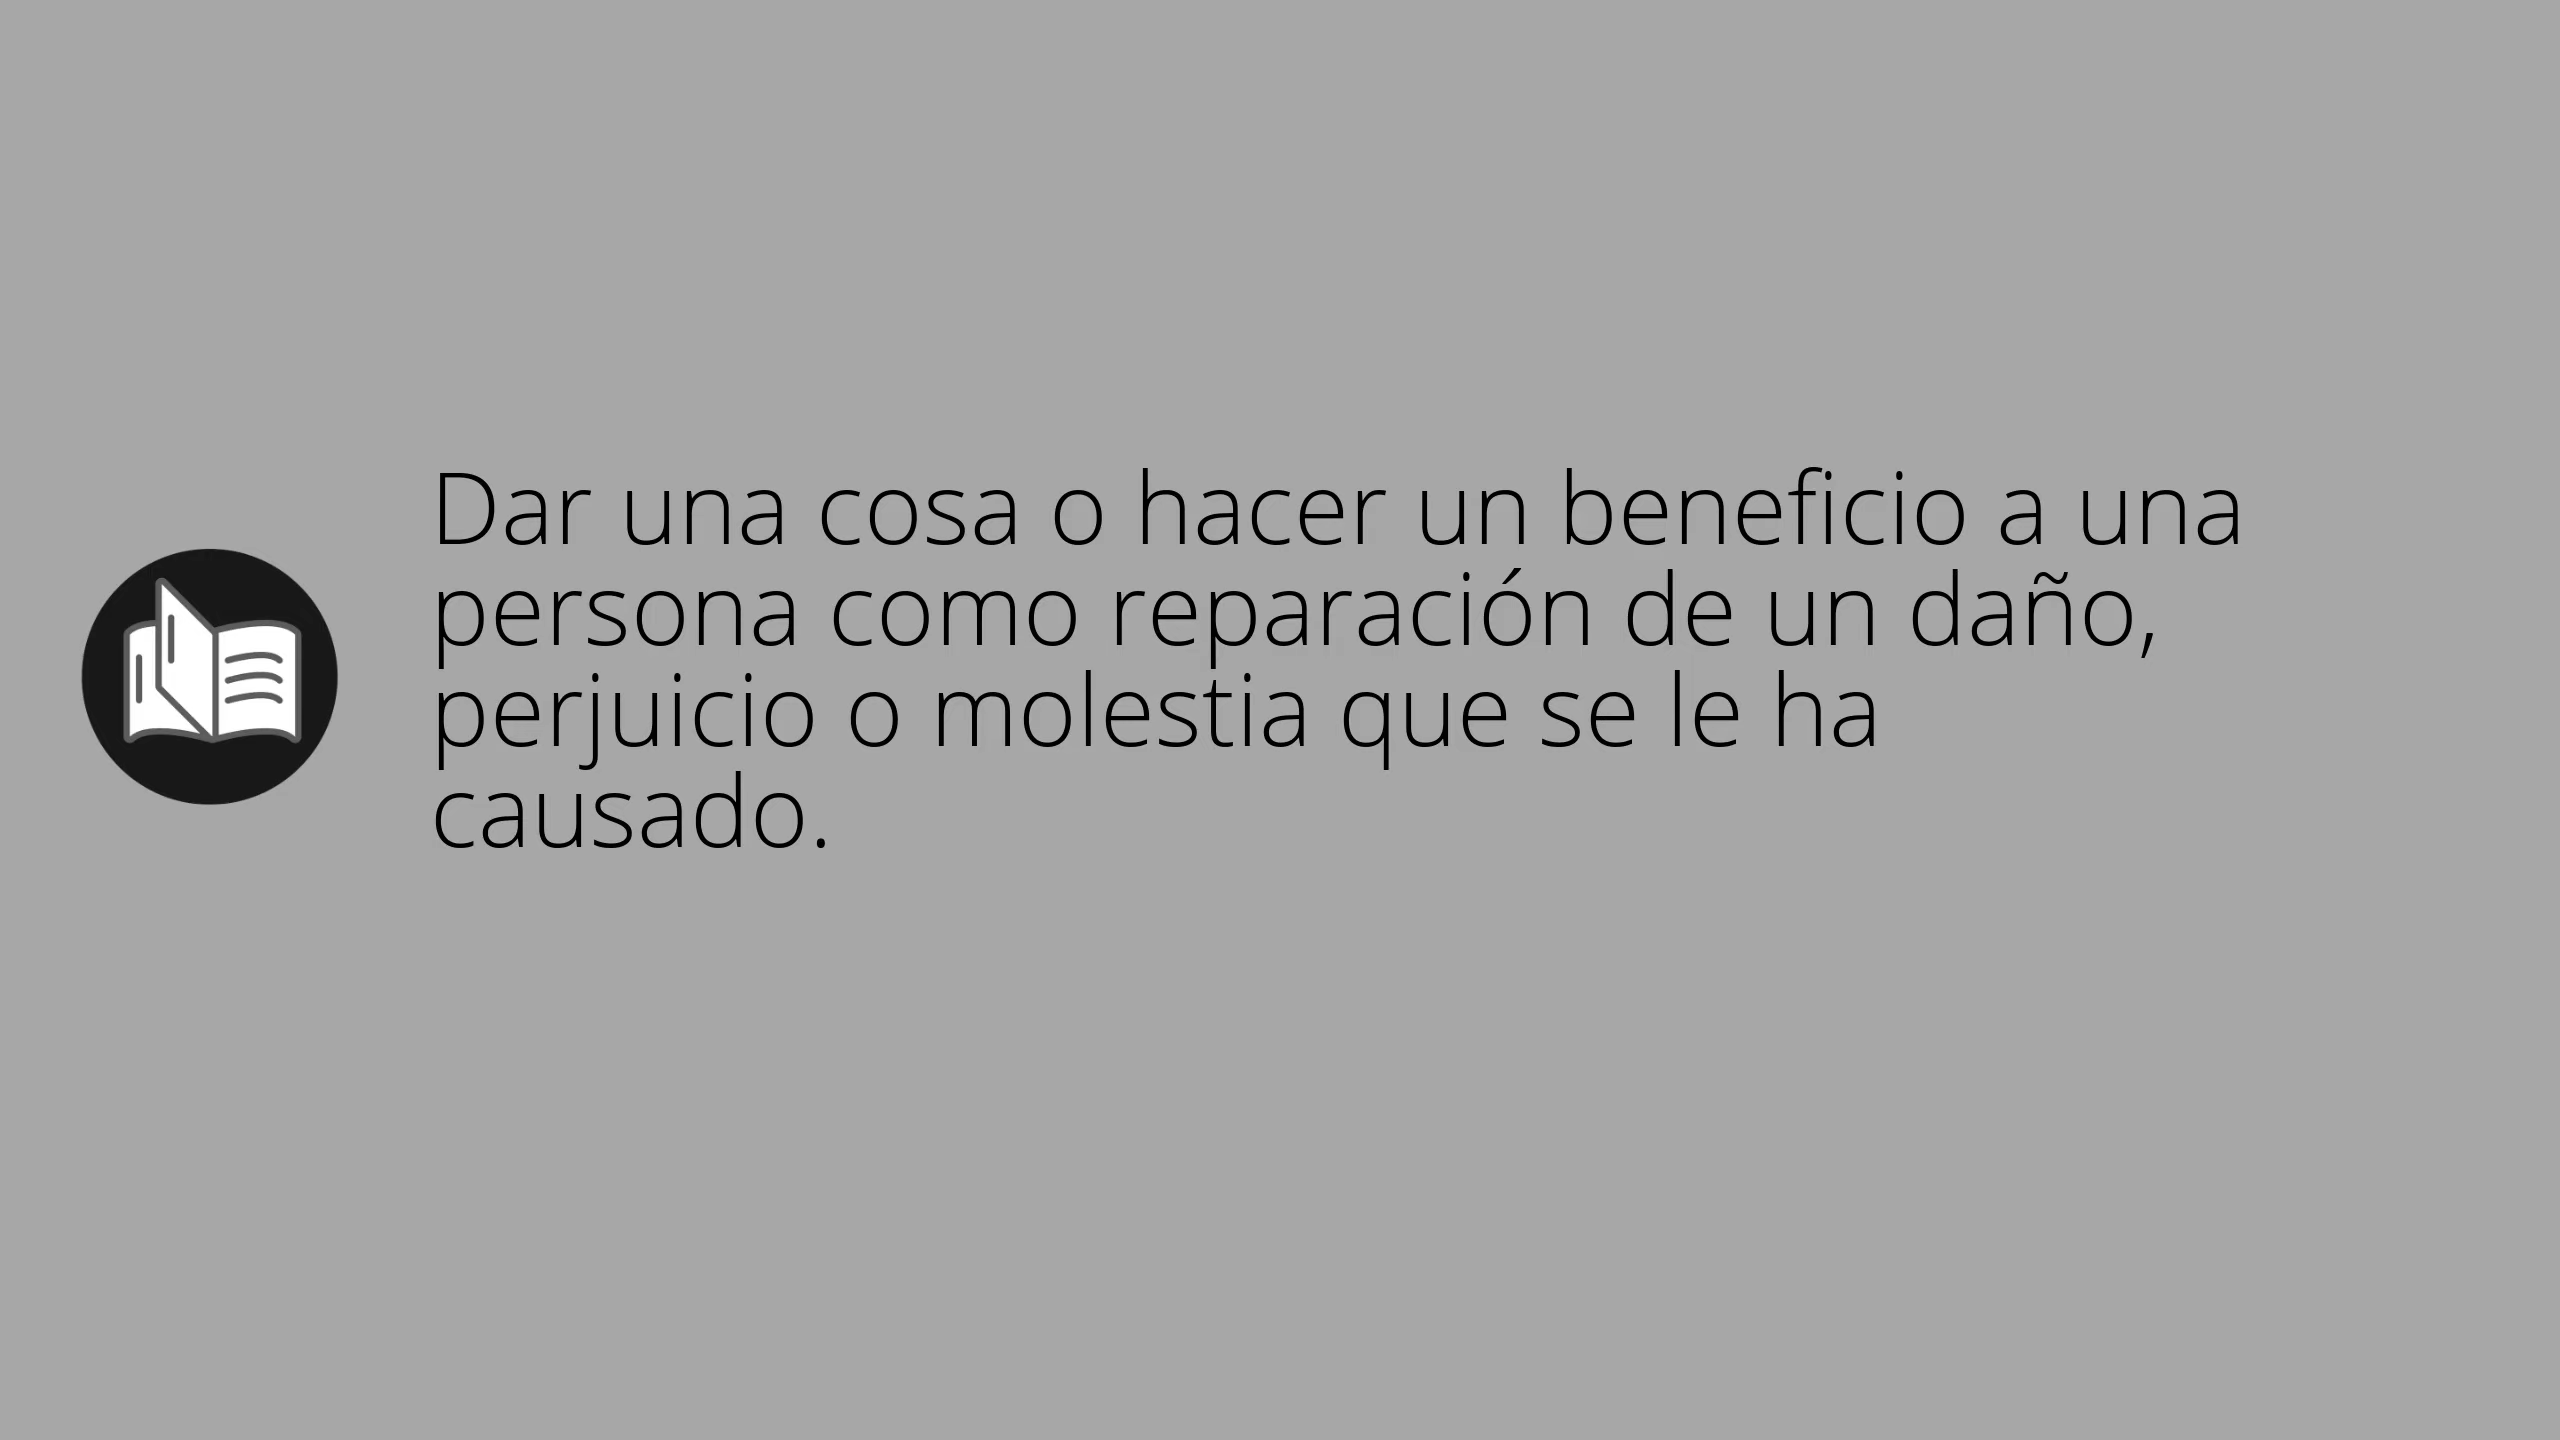 Dar una cosa o hacer un beneficio a una
persona como reparación de un daño,
perjuicio o molestia que se le ha
causado.